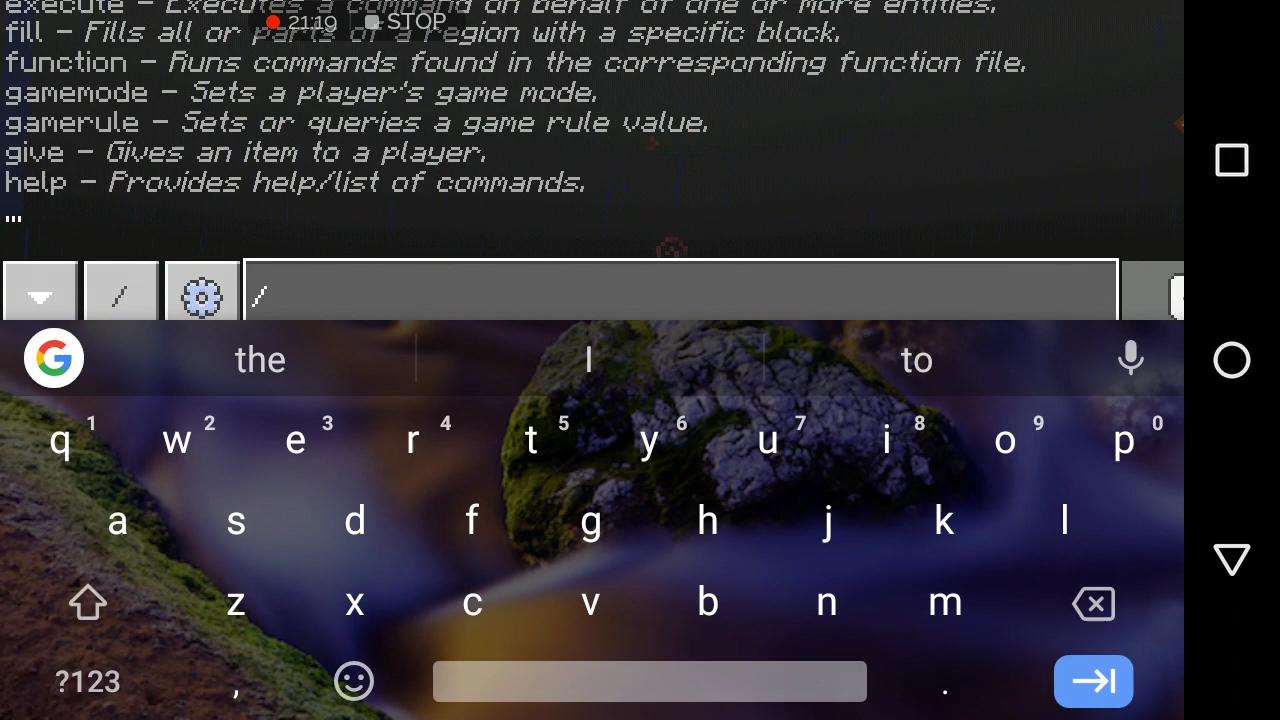 execute – Executes a command on behalf of one or more entities.
21:19 STOP
fill – Fills all or parts of a region with a specific block.
function – Runs commands found in the corresponding function file.
gamemode – Sets a player's game mode.
gamerule – Sets or queries a game rule value.
give – Gives an item to a player.
help – Provides help/list of commands.
...
/ /
the I to
q 1 w 2 e 3 r 4 t 5 y 6 u 7 i 8 o 9 p 0
a s d f g h j k l
z x c v b n m
?123 , .